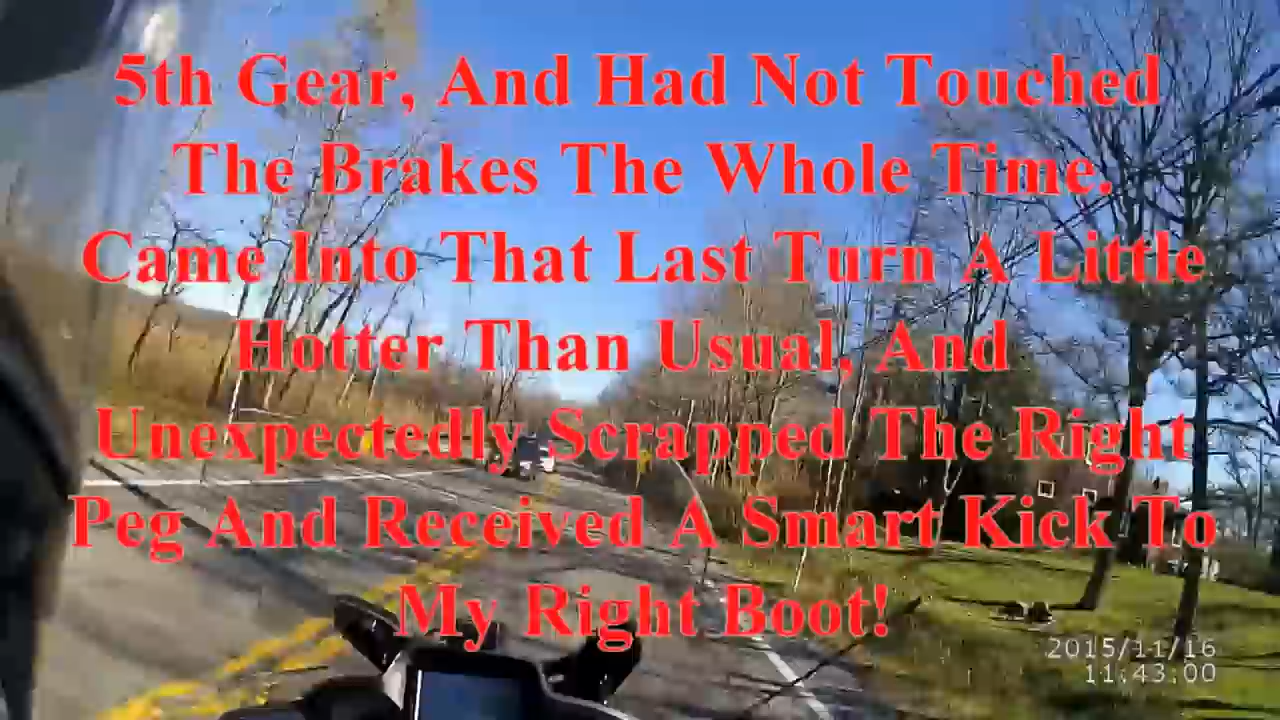 5th Gear, And Had Not Touched
The Brakes The Whole Time.
Came Into That Last Turn A Little
Hotter Than Usual, And
Unexpectedly Scrapped The Right
Peg And Received A Smart Kick To
My Right Boot!
2015/11/16
11:43:00